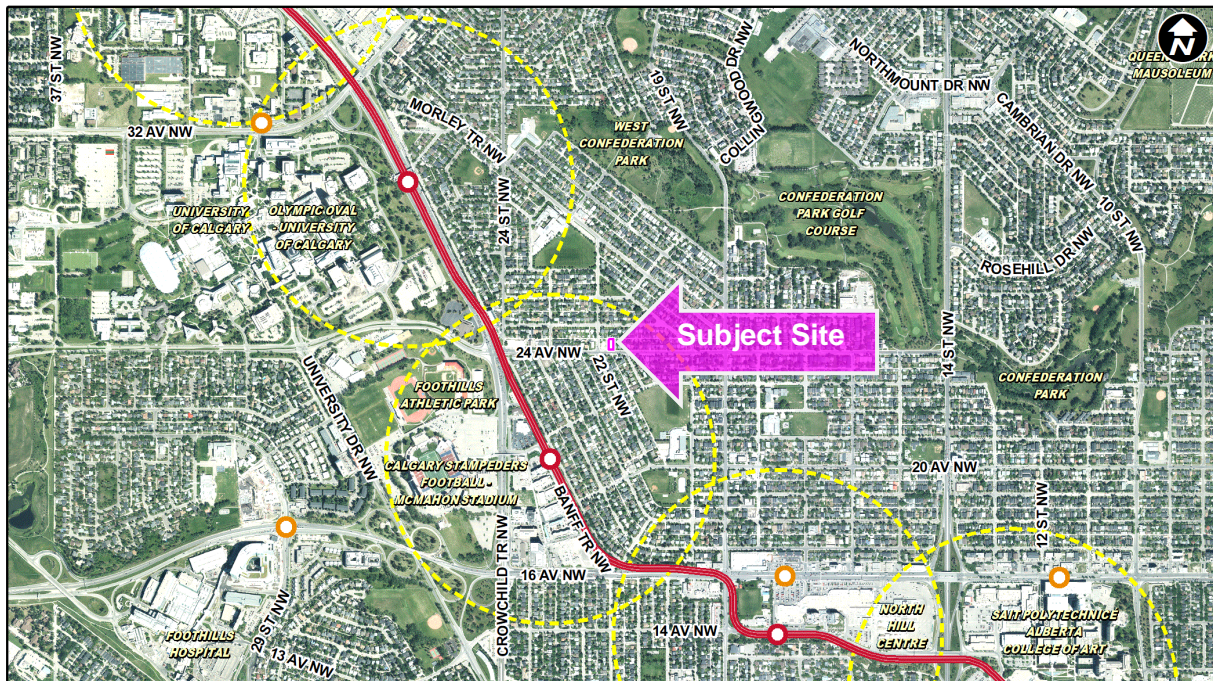 N
37 ST NW
32 AV NW
MORLEY TR NW
24 ST NW
19 ST NW
COLLINGWOOD DR NW
NORTHMOUNT DR NW
CAMBRIAN DR NW
10 ST NW
ROSEHILL DR NW
MAUSOLEUM
WEST
CONFEDERATION
PARK
CONFEDERATION
PARK GOLF
COURSE
UNIVERSITY
OF CALGARY
OLYMPIC OVAL
- UNIVERSITY
OF CALGARY
Subject Site
24 AV NW
22 ST NW
14 ST NW
UNIVERSITY DR NW
FOOTHILLS
ATHLETIC PARK
CONFEDERATION
PARK
CALGARY STAMPEDERS
FOOTBALL -
MCMAHON STADIUM
BANFF TR NW
CROWCHILD TR NW
20 AV NW
12 ST NW
16 AV NW
14 AV NW
29 ST NW
13 AV NW
FOOTHILLS
HOSPITAL
NORTH
HILL
CENTRE
SAIT POLYTECHNICE
ALBERTA
COLLEGE OF ART